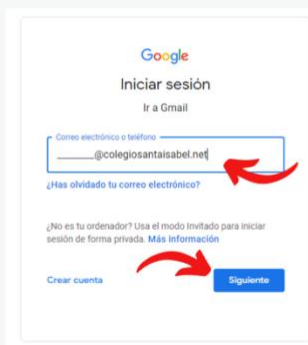 Google
Iniciar sesión
Ir a Gmail
Correo electrónico o teléfono
______@colegiosantaisabel.net
¿Has olvidado tu correo electrónico?
¿No es tu ordenador? Usa el modo Invitado para iniciar
sesión de forma privada. Más información
Crear cuenta
Siguiente